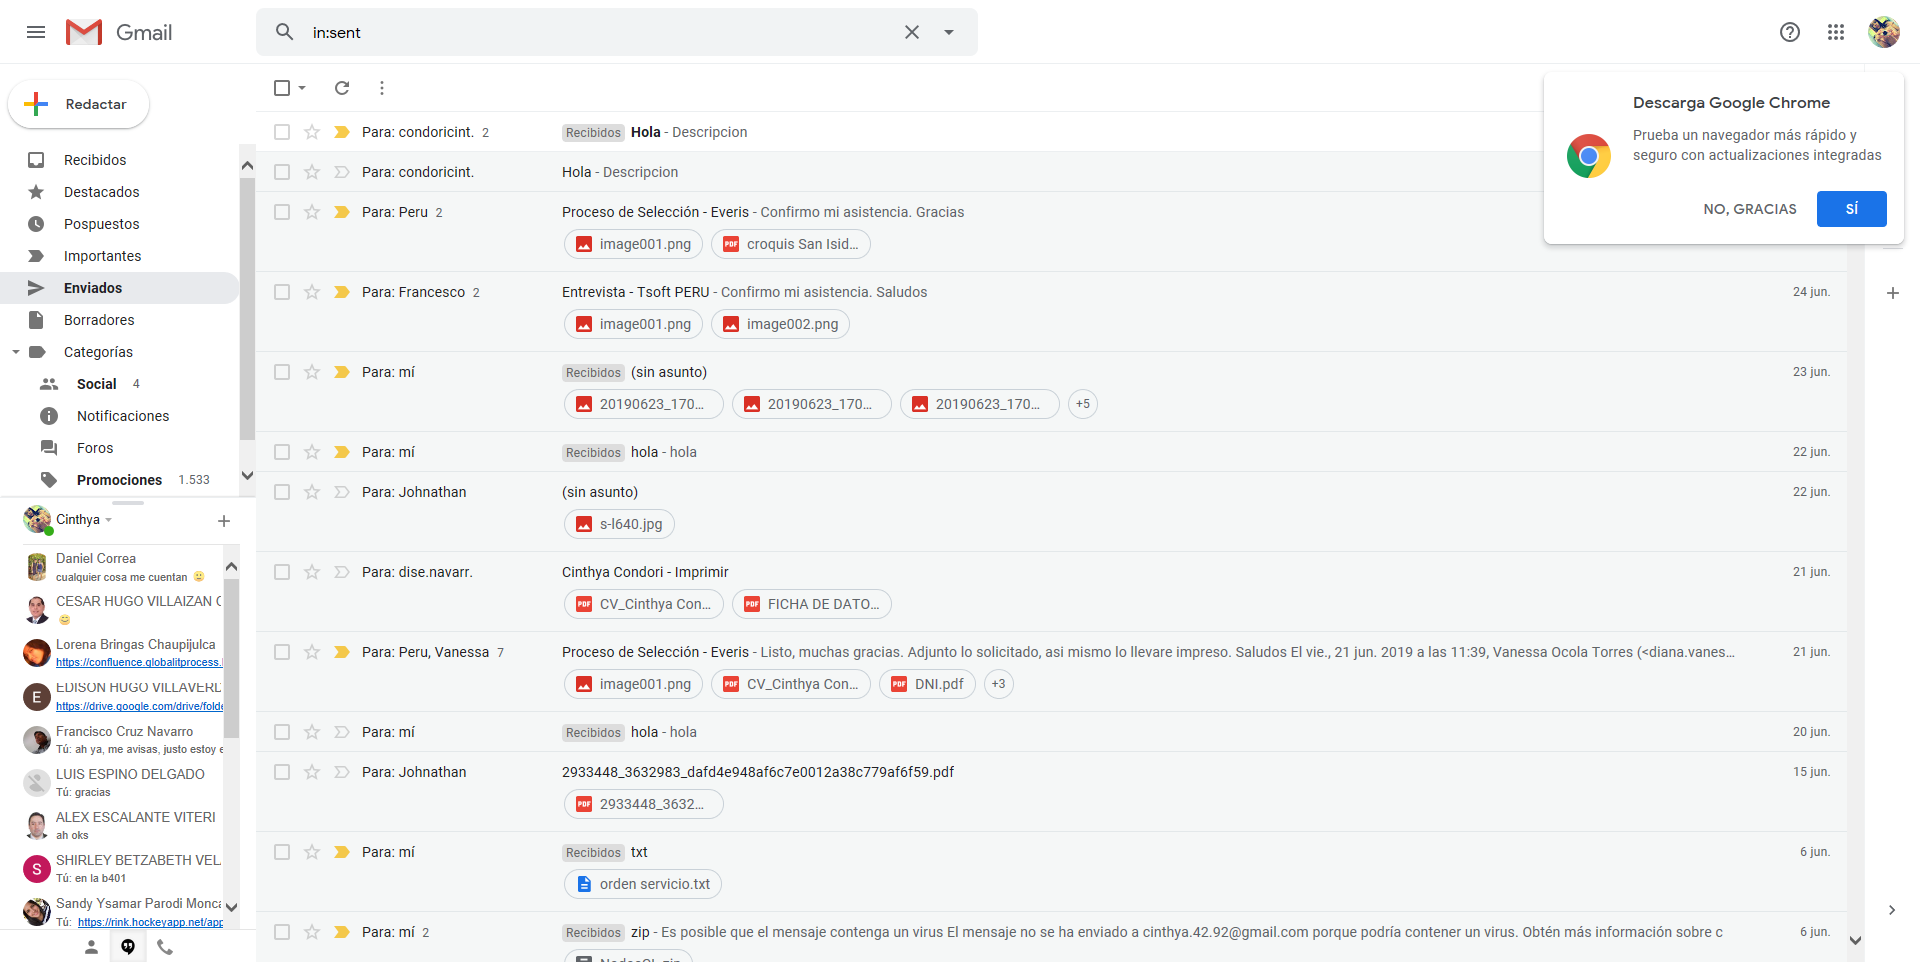 Gmail
in:sent
Redactar
Recibidos
Destacados
Pospuestos
Importantes
Enviados
Borradores
Categorías
Social 4
Notificaciones
Foros
Promociones 1.533
Cinthya
Daniel Correa
cualquier cosa me cuentan 🙂
CESAR HUGO VILLAIZAN
😊
Lorena Bringas Chaupijulca
https://confluence.globalitprocess.
EDISON HUGO VILLAVER
https://drive.google.com/drive/folde
Francisco Cruz Navarro
Tú: ah ya, me avisas, justo estoy e
LUIS ESPINO DELGADO
Tú: gracias
ALEX ESCALANTE VITERI
ah oks
SHIRLEY BETZABETH VEL
Tú: en la b401
Sandy Ysamar Parodi Monca
Tú: https://rink.hockeyapp.net/app
E
S
Para: condoricint. 2 Recibidos Hola - Descripcion
Para: condoricint. Hola - Descripcion
Para: Peru 2 Proceso de Selección - Everis - Confirmo mi asistencia. Gracias
image001.png PDF croquis San Isid...
Para: Francesco 2 Entrevista - Tsoft PERU - Confirmo mi asistencia. Saludos 24 jun.
image001.png image002.png
Para: mí Recibidos (sin asunto) 23 jun.
20190623_170... 20190623_170... 20190623_170... +5
Para: mí Recibidos hola - hola 22 jun.
Para: Johnathan (sin asunto) 22 jun.
s-l640.jpg
Para: dise.navarr. Cinthya Condori - Imprimir 21 jun.
PDF CV_Cinthya Con... PDF FICHA DE DATO...
Para: Peru, Vanessa 7 Proceso de Selección - Everis - Listo, muchas gracias. Adjunto lo solicitado, asi mismo lo llevare impreso. Saludos El vie., 21 jun. 2019 a las 11:39, Vanessa Ocola Torres (<diana.vanes... 21 jun.
image001.png PDF CV_Cinthya Con... PDF DNI.pdf +3
Para: mí Recibidos hola - hola 20 jun.
Para: Johnathan 2933448_3632983_dafd4e948af6c7e0012a38c779af6f59.pdf 15 jun.
PDF 2933448_3632...
Para: mí Recibidos txt 6 jun.
orden servicio.txt
Para: mí 2 Recibidos zip - Es posible que el mensaje contenga un virus El mensaje no se ha enviado a cinthya.42.92@gmail.com porque podría contener un virus. Obtén más información sobre c 6 jun.
Descarga Google Chrome
Prueba un navegador más rápido y
seguro con actualizaciones integradas
NO, GRACIAS SÍ